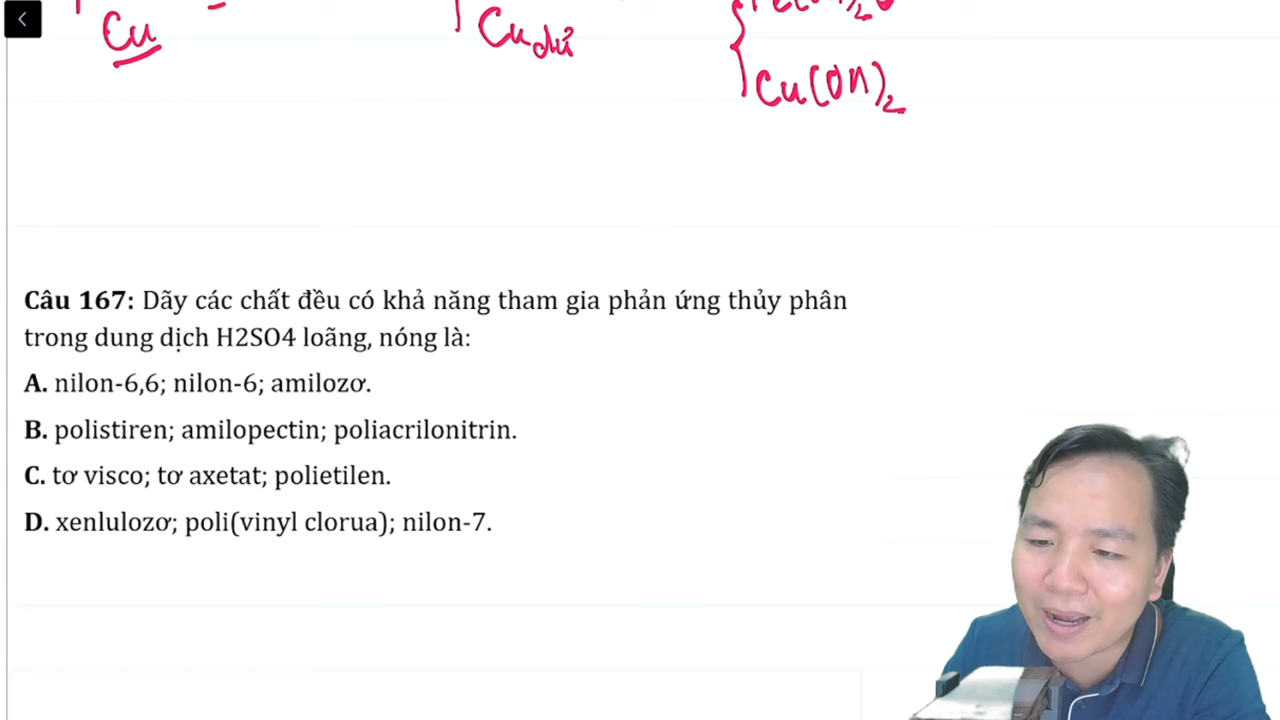 Cu
Cu dư
Cu(OH)2
Câu 167: Dãy các chất đều có khả năng tham gia phản ứng thủy phân
trong dung dịch H2SO4 loãng, nóng là:
A. nilon-6,6; nilon-6; amilozơ.
B. polistiren; amilopectin; poliacrilonitrin.
C. tơ visco; tơ axetat; polietilen.
D. xenlulozơ; poli(vinyl clorua); nilon-7.